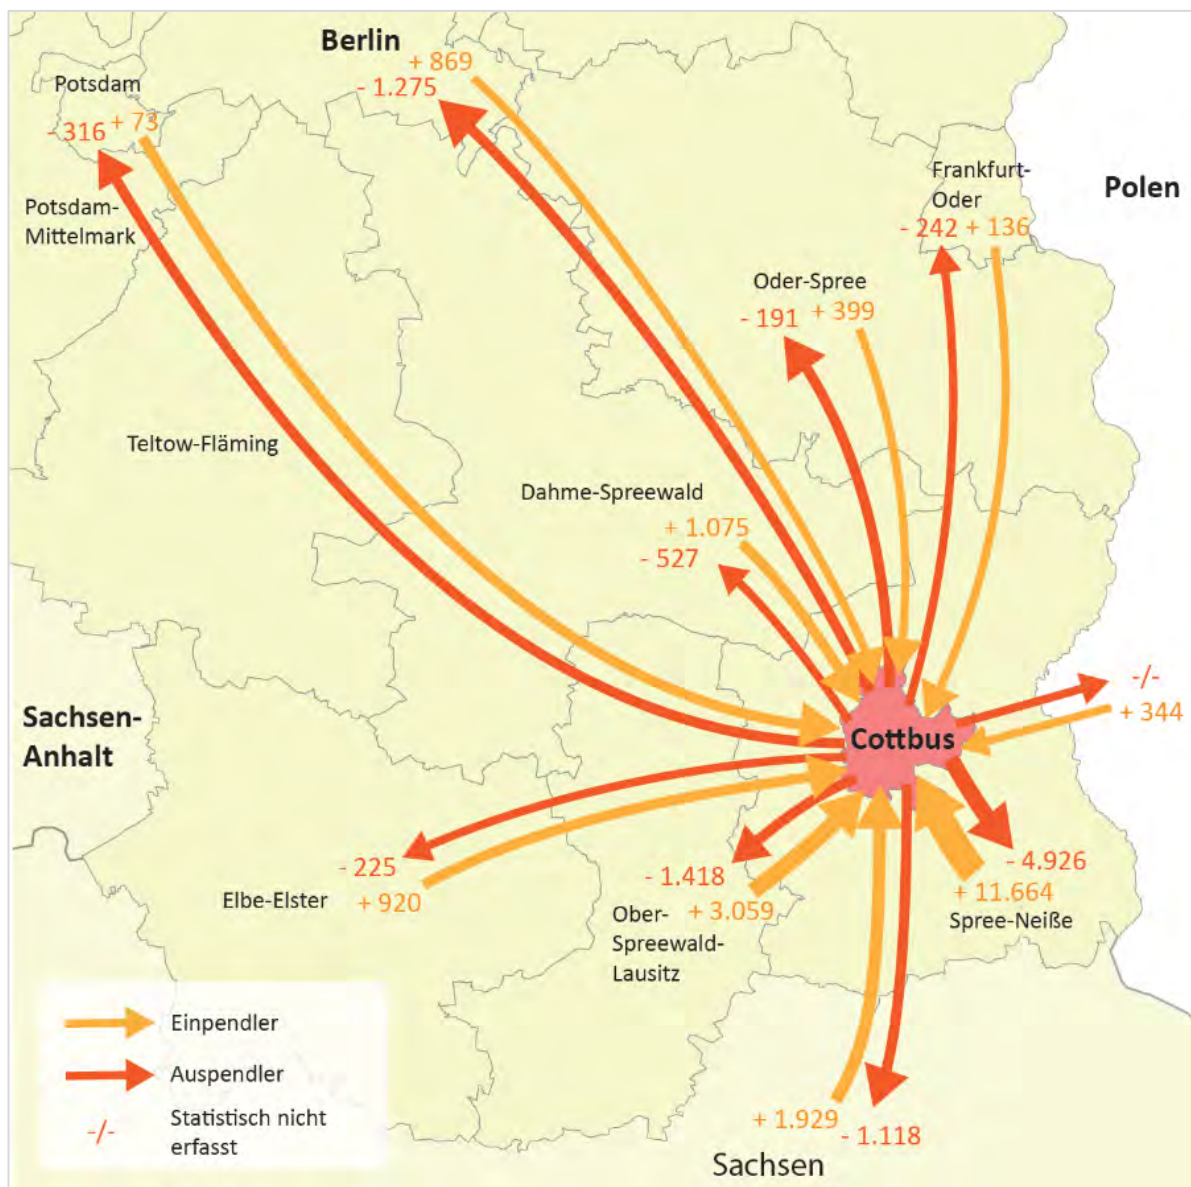 Berlin
+ 869
- 1.275
Potsdam
- 316
+ 73
Potsdam-
Mittelmark
Frankfurt-
Oder
- 242
+ 136
Polen
Oder-Spree
- 191
+ 399
Teltow-Fläming
Dahme-Spreewald
+ 1.075
- 527
-/-
+ 344
Sachsen-
Anhalt
Cottbus
- 225
Elbe-Elster
+ 920
- 1.418
+ 3.059
Ober-
Spreewald-
Lausitz
- 4.926
+ 11.664
Spree-Neiße
Einpendler
Auspendler
-/-
Statistisch nicht
erfasst
+ 1.929
- 1.118
Sachsen